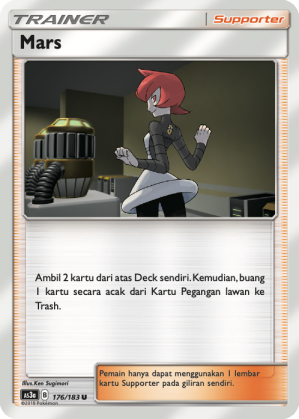 TRAINER Supporter
Mars
Ambil 2 kartu dari atas Deck sendiri. Kemudian, buang
1 kartu secara acak dari Kartu Pegangan lawan ke
Trash.
Illus.Ken Sugimori
AS3a D 176/183 U
©2019 Pokémon
Pemain hanya dapat menggunakan 1 lembar
kartu Supporter pada giliran sendiri.